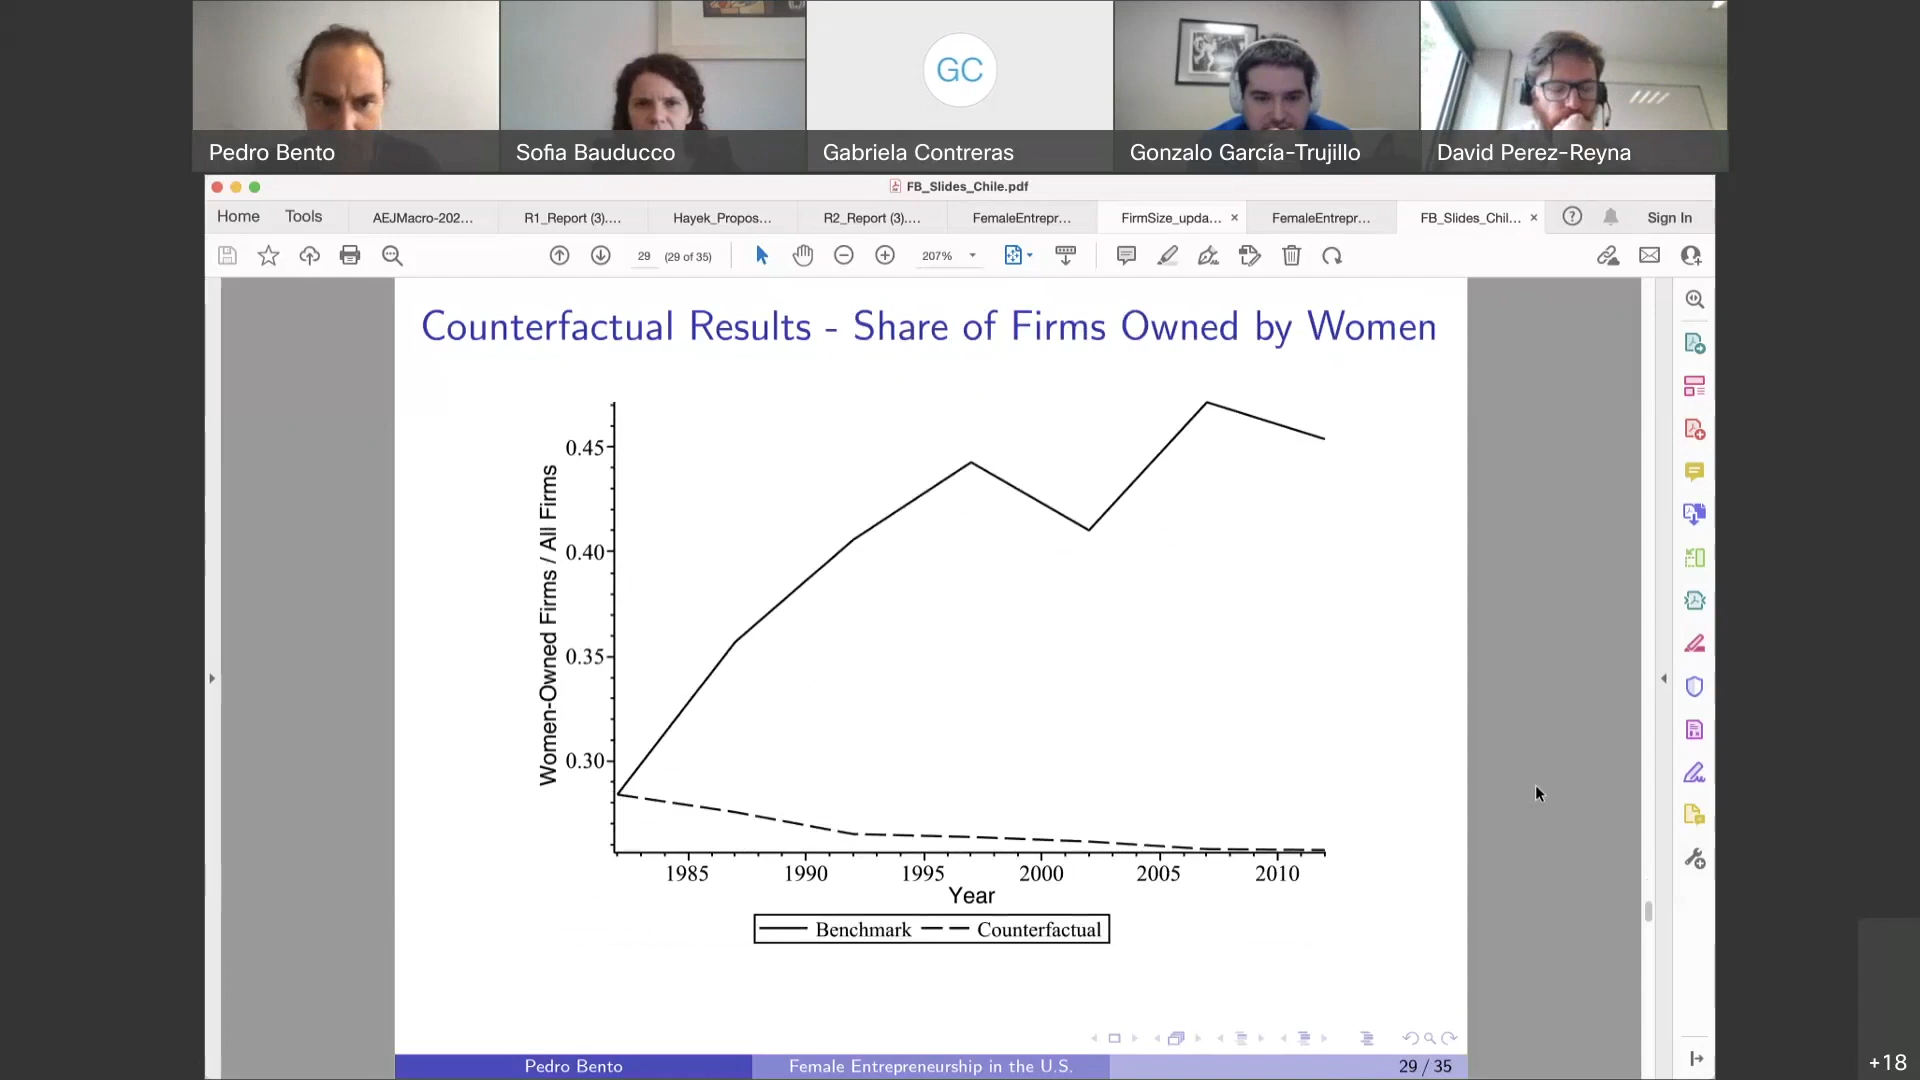 GC
Pedro Bento
Sofia Bauducco
Gabriela Contreras
Gonzalo García-Trujillo
David Perez-Reyna
FB_Slides_Chile.pdf
Home
Tools
AEJMacro-202...
R1_Report (3)....
Hayek_Propos...
R2_Report (3)....
FemaleEntrepr...
FirmSize_upda...
FemaleEntrepr...
FB_Slides_Chil...
Sign In
29
(29 of 35)
207%
Counterfactual Results - Share of Firms Owned by Women
Women-Owned Firms / All Firms
0.45
0.40
0.35
0.30
1985
1990
1995
2000
2005
2010
Year
Benchmark
Counterfactual
Pedro Bento
Female Entrepreneurship in the U.S.
29 / 35
+18